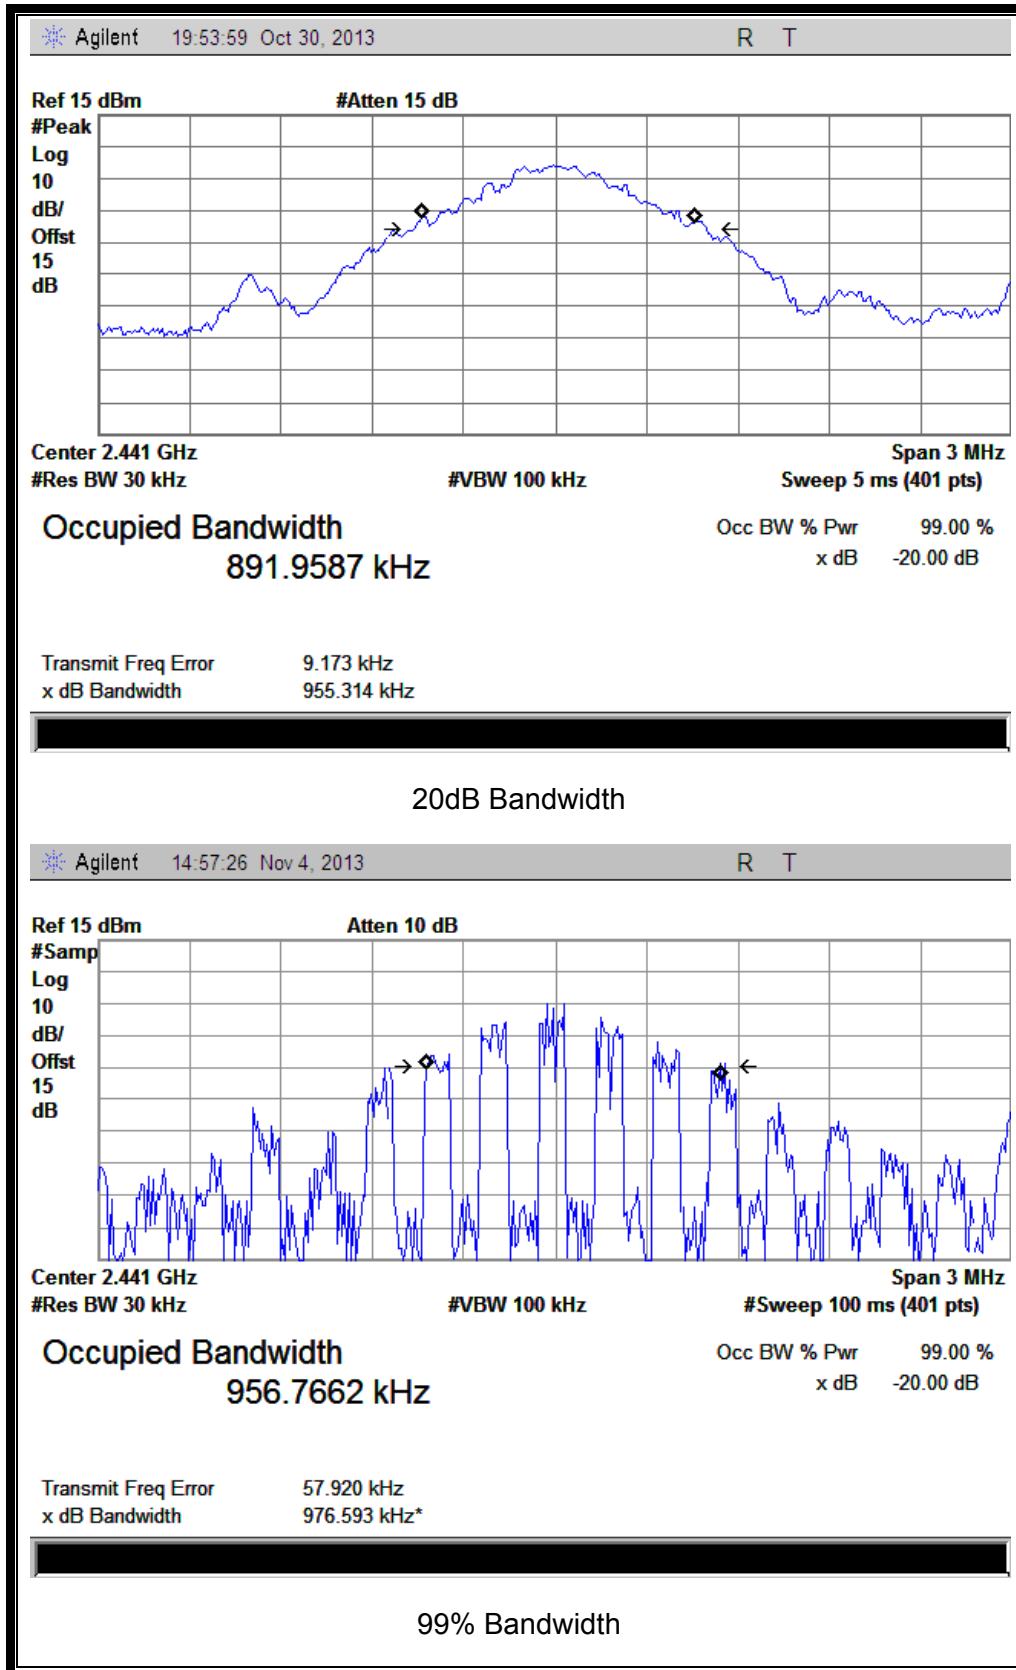 Agilent 19:53:59 Oct 30, 2013 R T
Ref 15 dBm #Atten 15 dB
#Peak
Log
10
dB/
Offst
15
dB
Center 2.441 GHz Span 3 MHz
#Res BW 30 kHz #VBW 100 kHz Sweep 5 ms (401 pts)
Occupied Bandwidth Occ BW % Pwr 99.00 %
891.9587 kHz x dB -20.00 dB
Transmit Freq Error 9.173 kHz
x dB Bandwidth 955.314 kHz
20dB Bandwidth
Agilent 14:57:26 Nov 4, 2013 R T
Ref 15 dBm Atten 10 dB
#Samp
Log
10
dB/
Offst
15
dB
Center 2.441 GHz Span 3 MHz
#Res BW 30 kHz #VBW 100 kHz #Sweep 100 ms (401 pts)
Occupied Bandwidth Occ BW % Pwr 99.00 %
956.7662 kHz x dB -20.00 dB
Transmit Freq Error 57.920 kHz
x dB Bandwidth 976.593 kHz*
99% Bandwidth